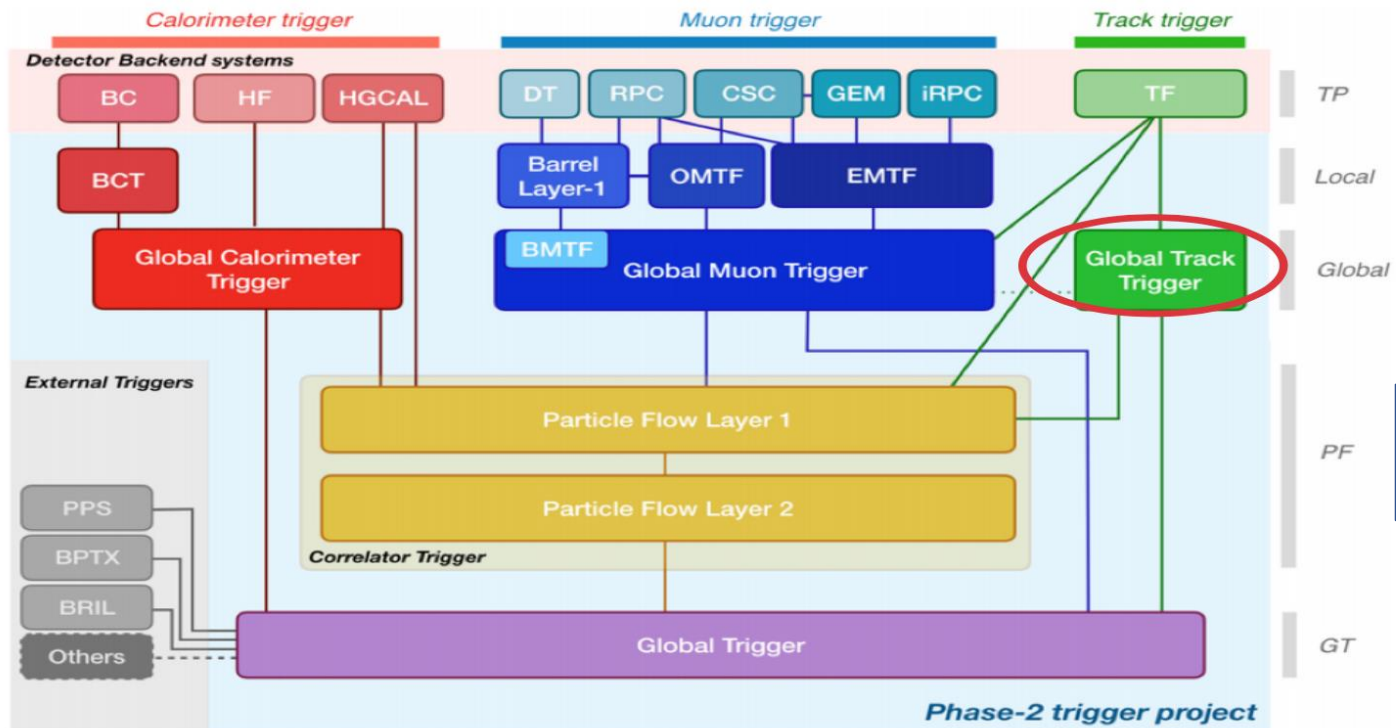 Calorimeter trigger
Muon trigger
Track trigger
Detector Backend systems
BC
HF
HGCAL
DT
RPC
CSC
GEM
iRPC
TF
TP
BCT
Barrel
Layer-1
OMTF
EMTF
Local
Global Calorimeter
Trigger
BMTF
Global Muon Trigger
Global Track
Trigger
Global
External Triggers
Particle Flow Layer 1
PF
Particle Flow Layer 2
Correlator Trigger
PPS
BPTX
BRIL
Others
Global Trigger
GT
Phase-2 trigger project